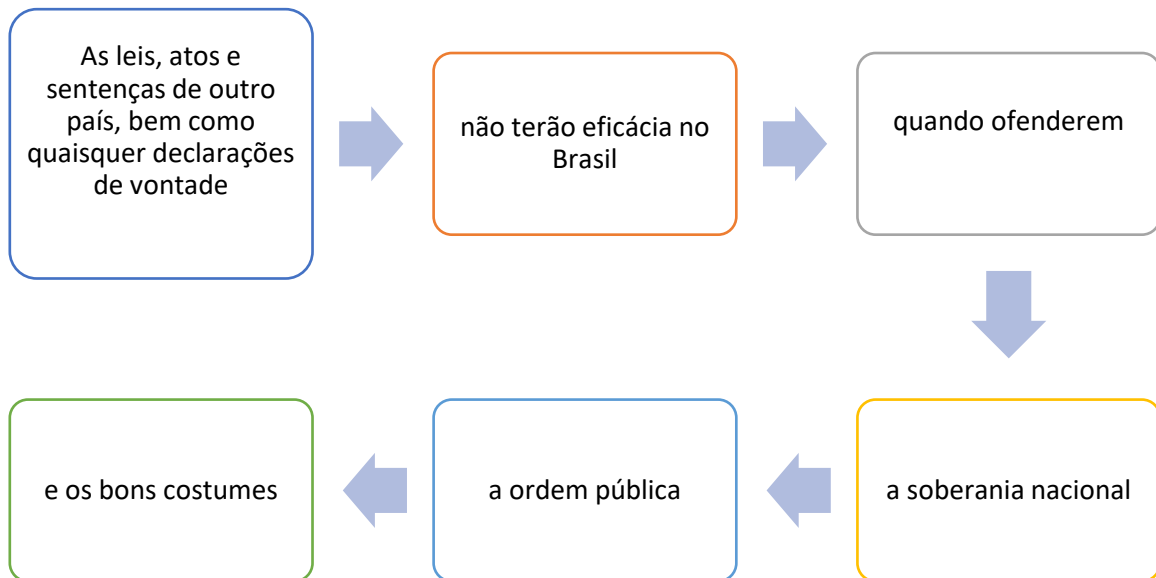 As leis, atos e
sentenças de outro
país, bem como
quaisquer declarações
de vontade
não terão eficácia no
Brasil
quando ofenderem
a soberania nacional
a ordem pública
e os bons costumes